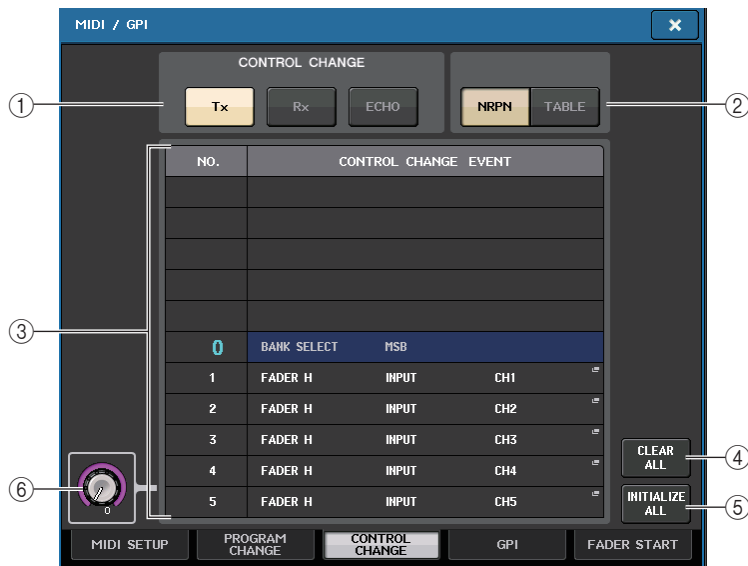 MIDI / GPI
×
CONTROL CHANGE
Tx Rx ECHO NRPN TABLE
① ②
NO. CONTROL CHANGE EVENT
③
0 BANK SELECT MSB
1 FADER H INPUT CH1
2 FADER H INPUT CH2
3 FADER H INPUT CH3
4 FADER H INPUT CH4
5 FADER H INPUT CH5
CLEAR
ALL
④
INITIALIZE
ALL
⑤
⑥
0
MIDI SETUP
PROGRAM
CHANGE
CONTROL
CHANGE
GPI
FADER START